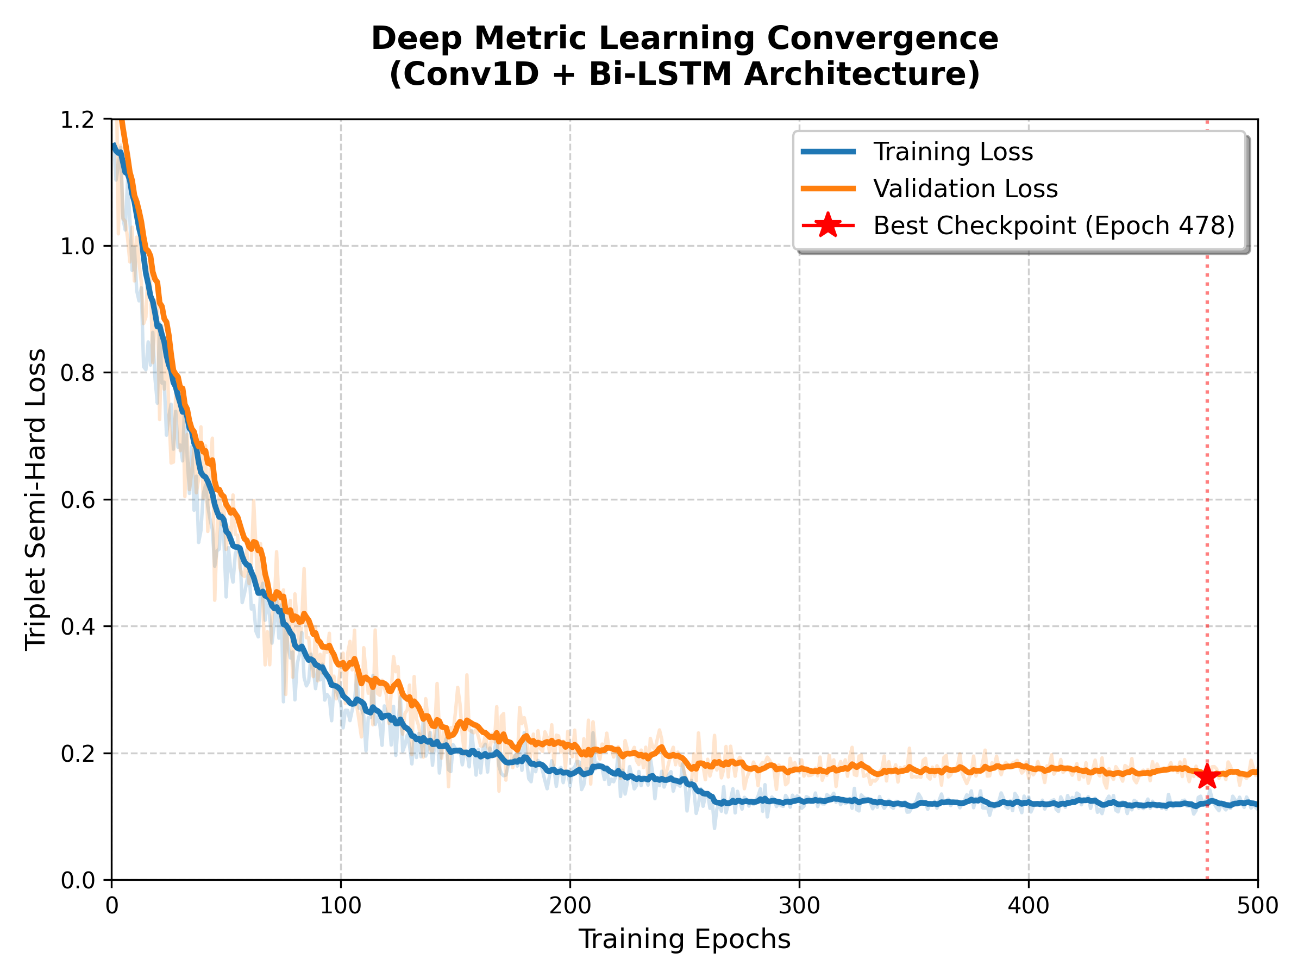 Deep Metric Learning Convergence
(Conv1D + Bi-LSTM Architecture)
Training Loss
Validation Loss
Best Checkpoint (Epoch 478)
Triplet Semi-Hard Loss
1.2
1.0
0.8
0.6
0.4
0.2
0.0
0 100 200 300 400 500
Training Epochs